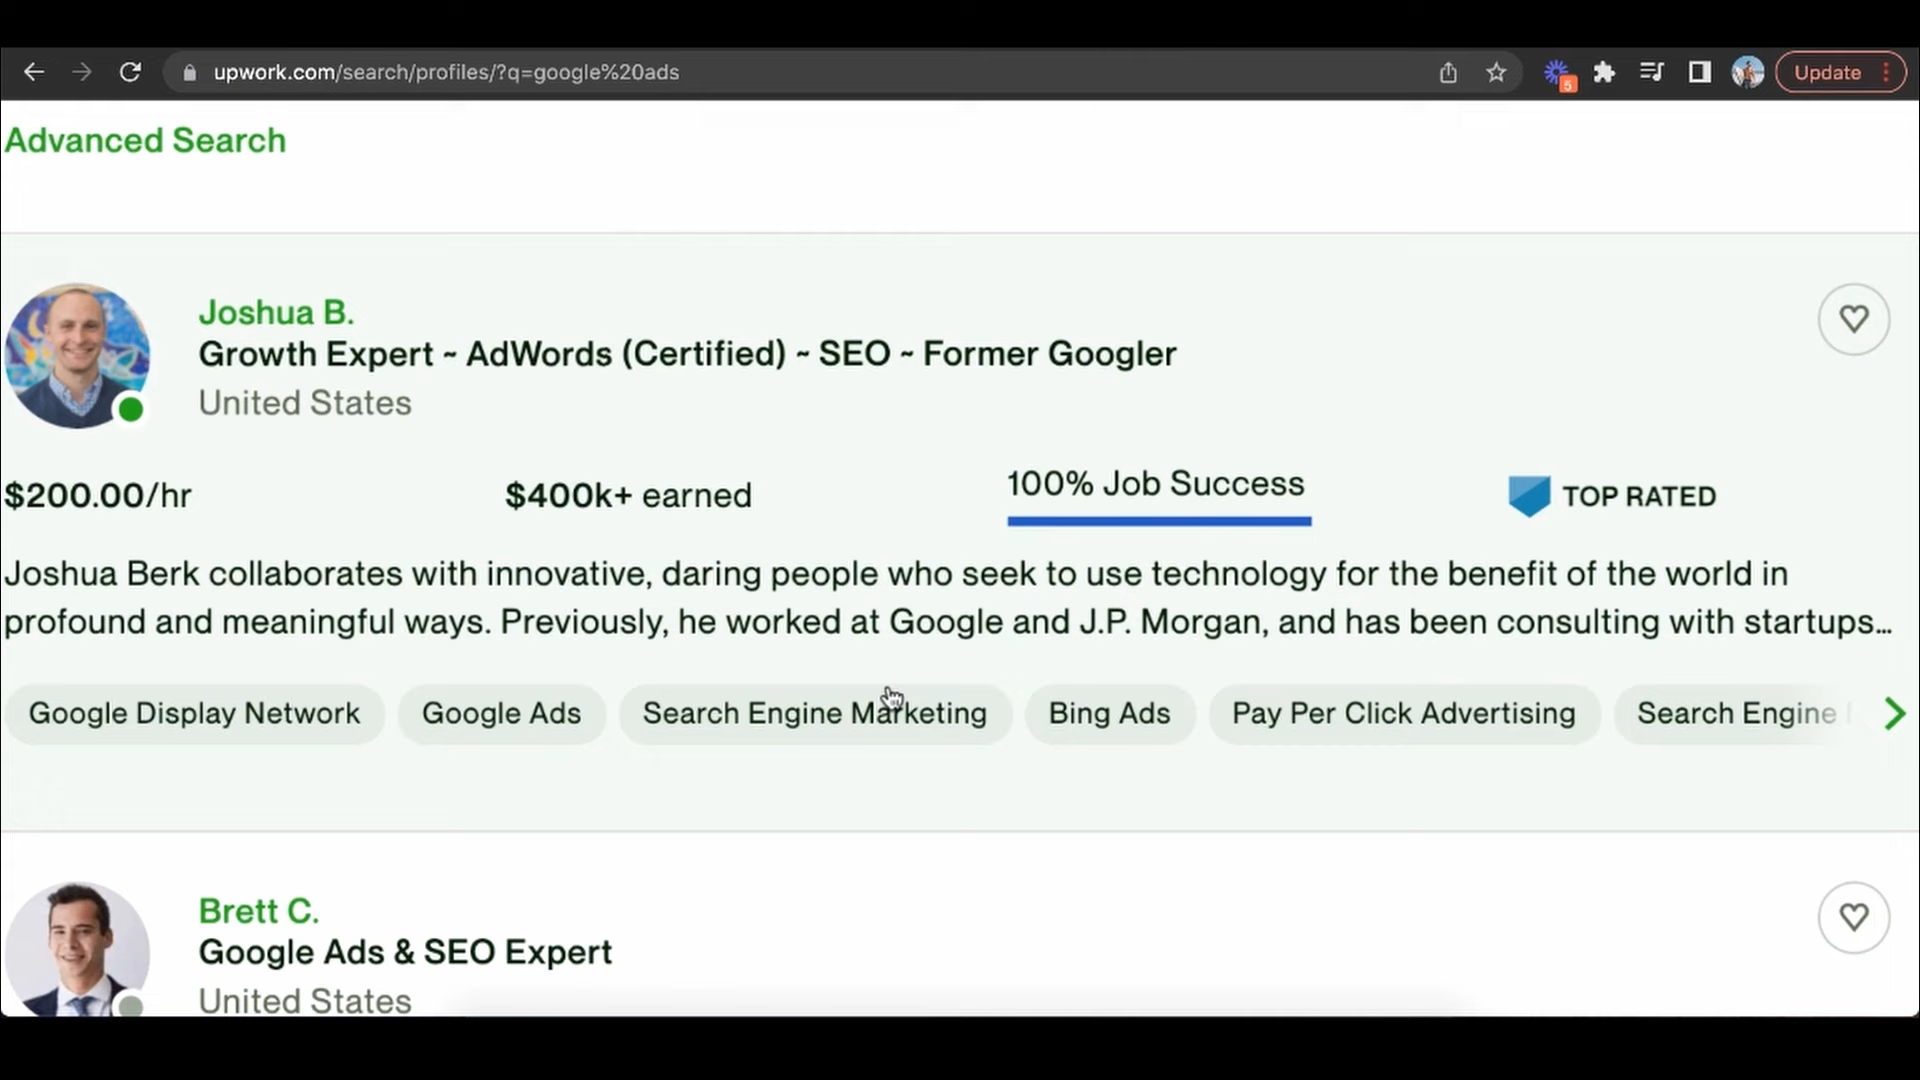 upwork.com/search/profiles/?q=google%20ads
5
Update
Advanced Search
Joshua B.
Growth Expert ~ AdWords (Certified) ~ SEO ~ Former Googler
United States
$200.00/hr
$400k+ earned
100% Job Success
TOP RATED
Joshua Berk collaborates with innovative, daring people who seek to use technology for the benefit of the world in
profound and meaningful ways. Previously, he worked at Google and J.P. Morgan, and has been consulting with startups...
Google Display Network
Google Ads
Search Engine Marketing
Bing Ads
Pay Per Click Advertising
Search Engine
Brett C.
Google Ads & SEO Expert
United States